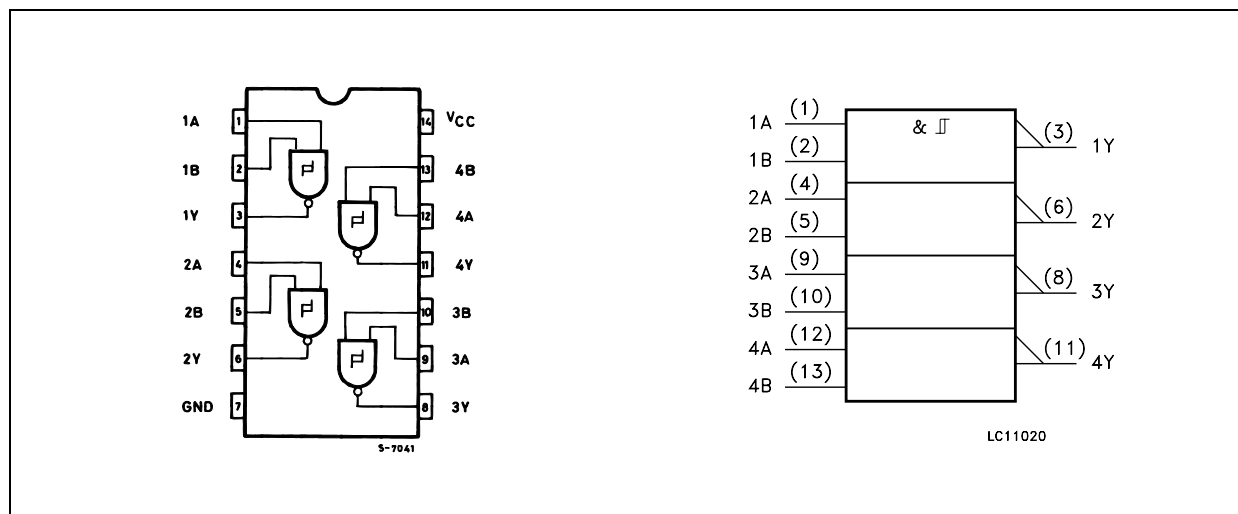 1A 1 14 VCC
1B 2 13 4B
1Y 3 12 4A
2A 4 11 4Y
2B 5 10 3B
2Y 6 9 3A
GND 7 8 3Y
S-7041
&
1A (1) (3) 1Y
1B (2)
2A (4) (6) 2Y
2B (5)
3A (9) (8) 3Y
3B (10)
4A (12) (11) 4Y
4B (13)
LC11020